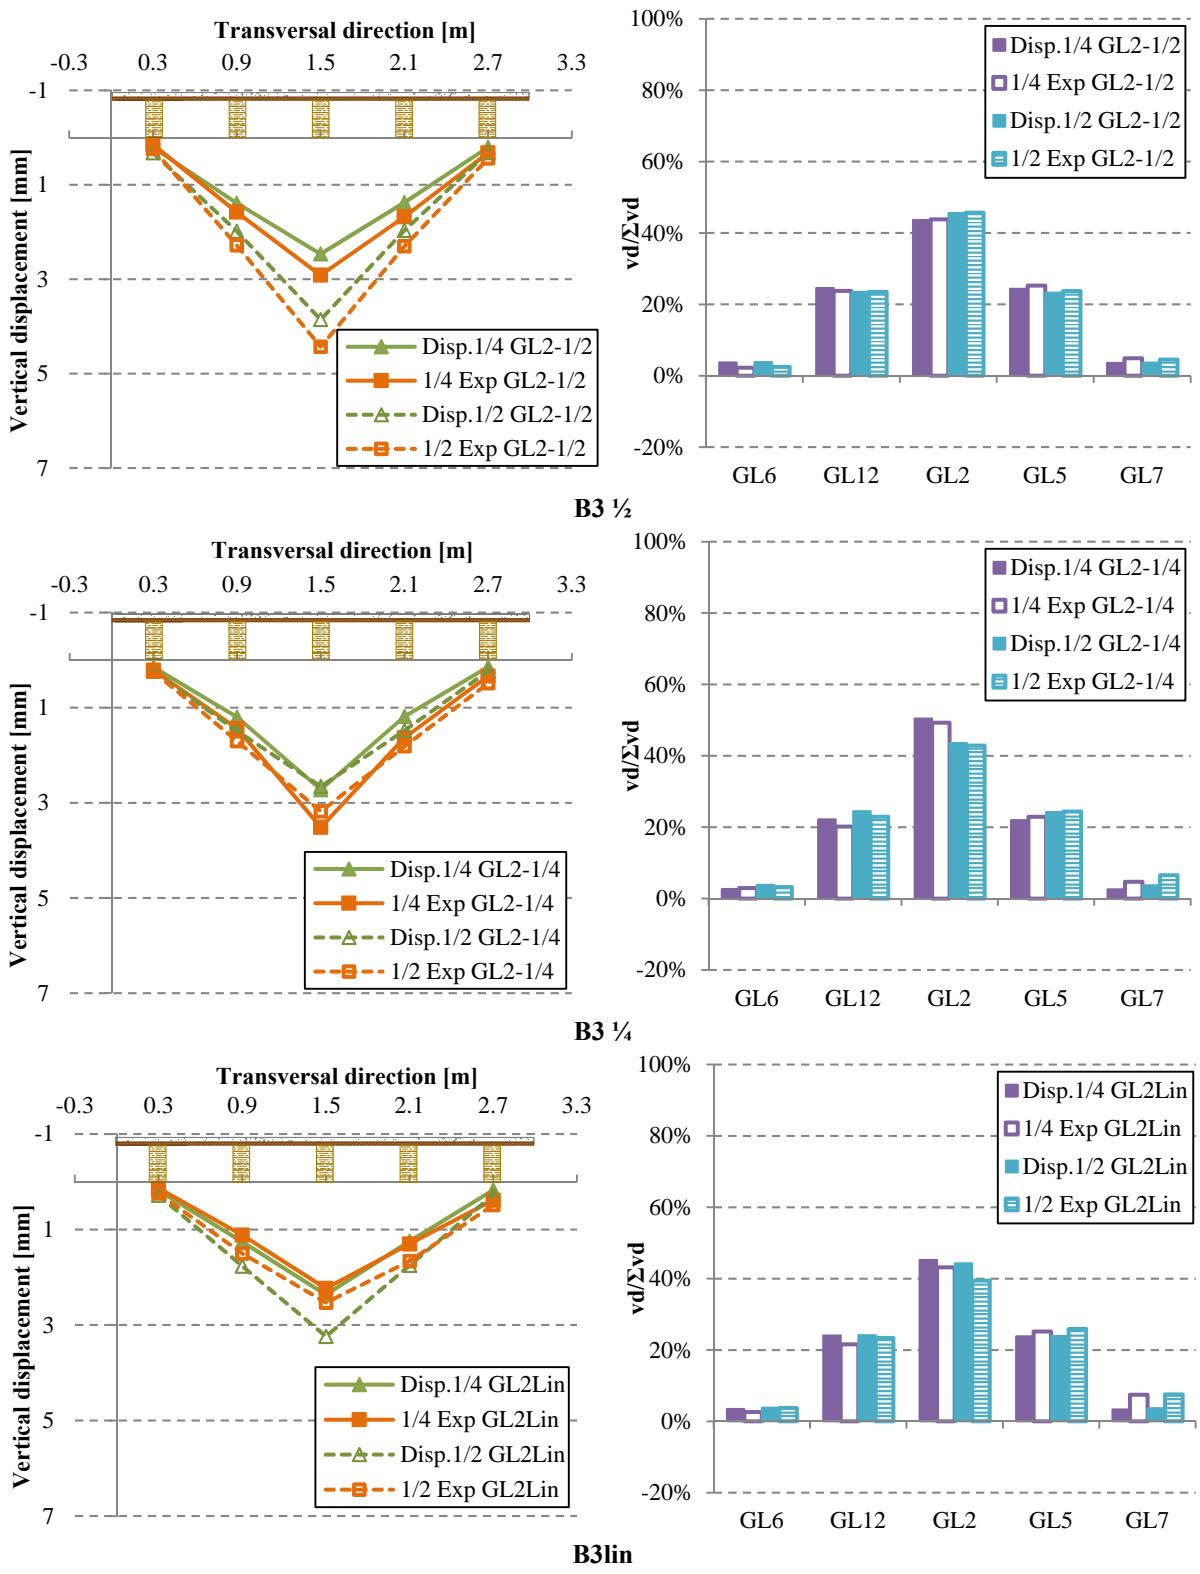 Transversal direction [m]
-0.3 0.3 0.9 1.5 2.1 2.7 3.3
-1
1
3
5
7
Vertical displacement [mm]
Disp.1/4 GL2-1/2
1/4 Exp GL2-1/2
Disp.1/2 GL2-1/2
1/2 Exp GL2-1/2
100%
80%
60%
40%
20%
0%
-20%
vd/Σvd
Disp.1/4 GL2-1/2
1/4 Exp GL2-1/2
Disp.1/2 GL2-1/2
1/2 Exp GL2-1/2
GL6 GL12 GL2 GL5 GL7
B3 ½
Transversal direction [m]
-0.3 0.3 0.9 1.5 2.1 2.7 3.3
-1
1
3
5
7
Vertical displacement [mm]
Disp.1/4 GL2-1/4
1/4 Exp GL2-1/4
Disp.1/2 GL2-1/4
1/2 Exp GL2-1/4
100%
80%
60%
40%
20%
0%
-20%
vd/Σvd
Disp.1/4 GL2-1/4
1/4 Exp GL2-1/4
Disp.1/2 GL2-1/4
1/2 Exp GL2-1/4
GL6 GL12 GL2 GL5 GL7
B3 ¼
Transversal direction [m]
-0.3 0.3 0.9 1.5 2.1 2.7 3.3
-1
1
3
5
7
Vertical displacement [mm]
Disp.1/4 GL2Lin
1/4 Exp GL2Lin
Disp.1/2 GL2Lin
1/2 Exp GL2Lin
100%
80%
60%
40%
20%
0%
-20%
vd/Σvd
Disp.1/4 GL2Lin
1/4 Exp GL2Lin
Disp.1/2 GL2Lin
1/2 Exp GL2Lin
GL6 GL12 GL2 GL5 GL7
B3lin